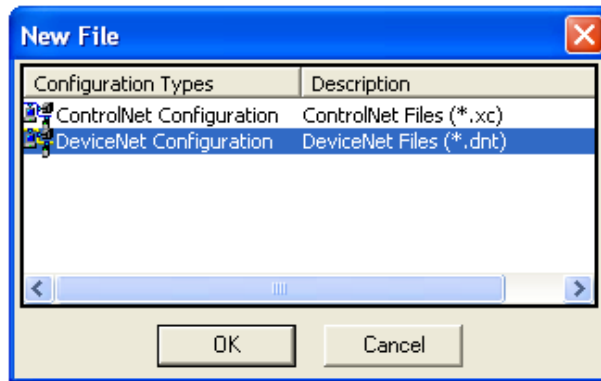 New File
Configuration Types Description
ControlNet Configuration ControlNet Files (*.xc)
DeviceNet Configuration DeviceNet Files (*.dnt)
OK Cancel